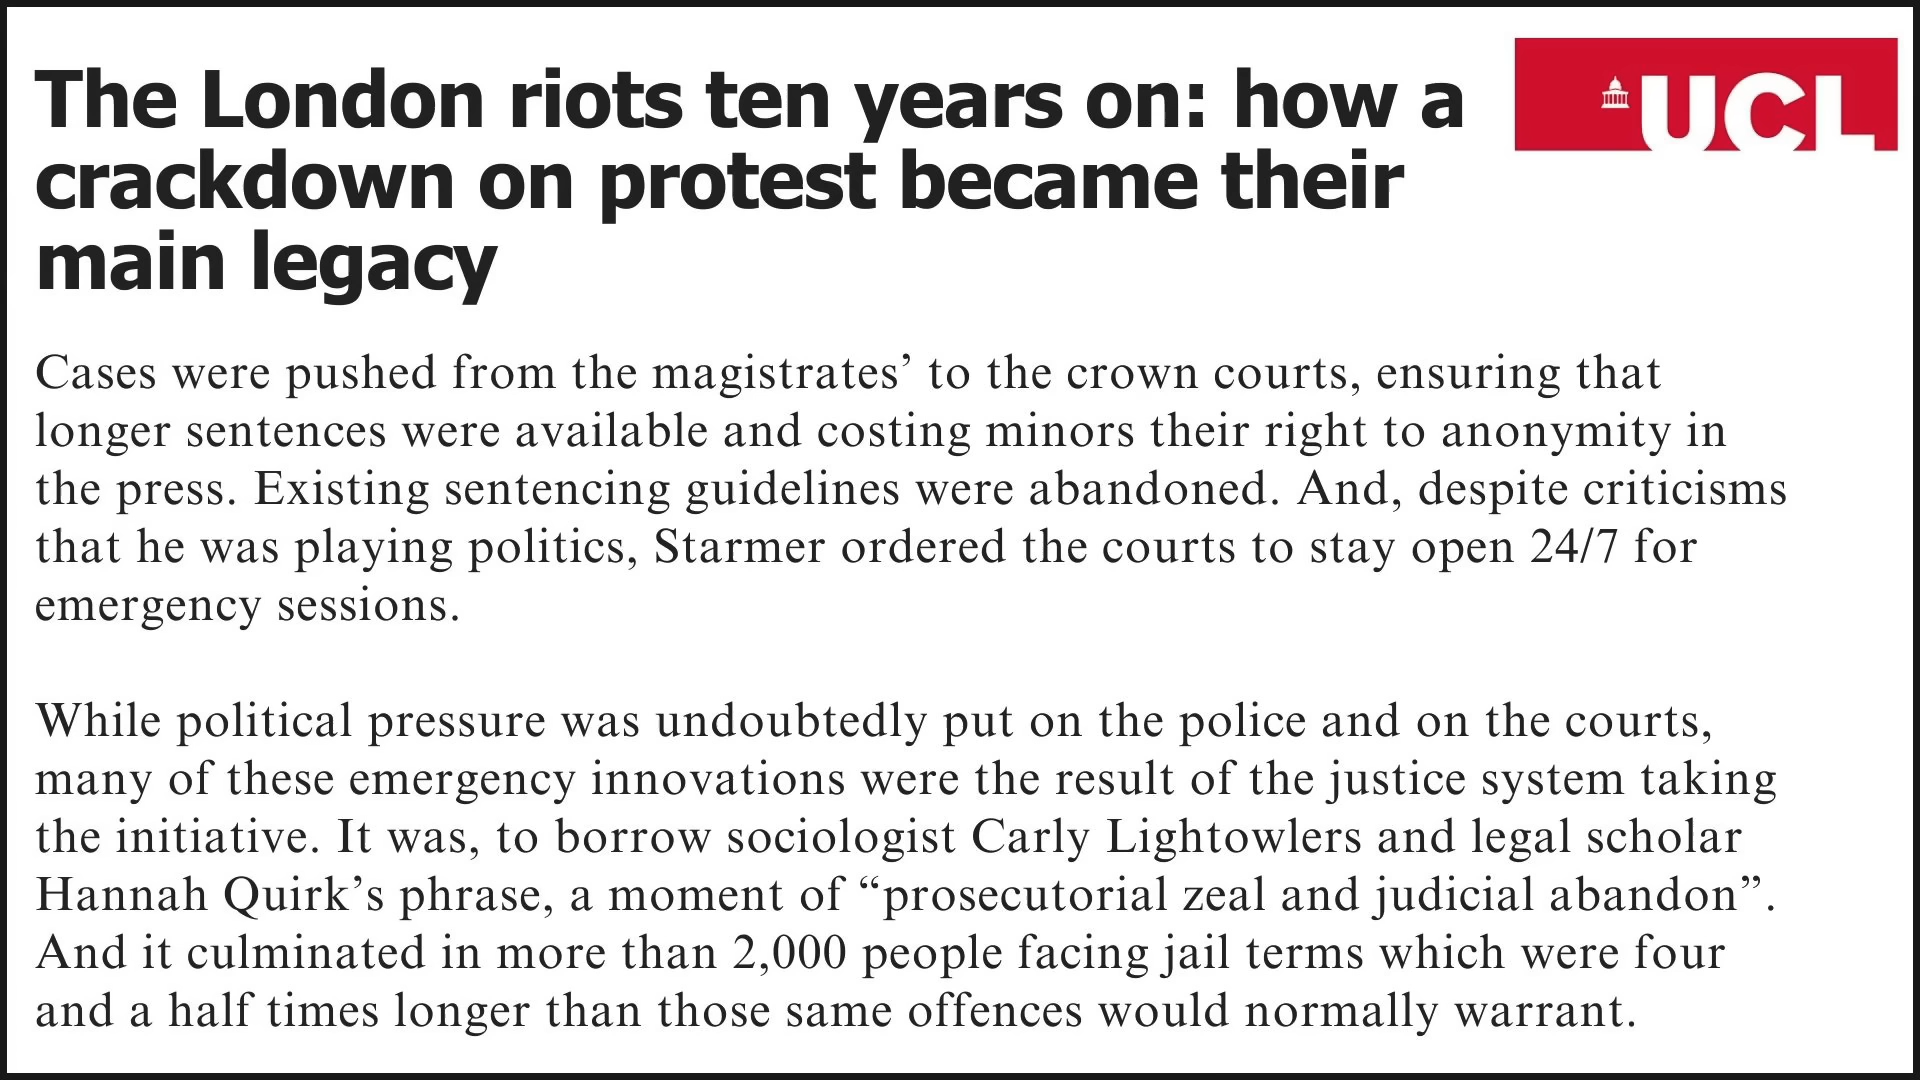 The London riots ten years on: how a
crackdown on protest became their
main legacy
UCL
Cases were pushed from the magistrates’ to the crown courts, ensuring that
longer sentences were available and costing minors their right to anonymity in
the press. Existing sentencing guidelines were abandoned. And, despite criticisms
that he was playing politics, Starmer ordered the courts to stay open 24/7 for
emergency sessions.
While political pressure was undoubtedly put on the police and on the courts,
many of these emergency innovations were the result of the justice system taking
the initiative. It was, to borrow sociologist Carly Lightowlers and legal scholar
Hannah Quirk’s phrase, a moment of “prosecutorial zeal and judicial abandon”.
And it culminated in more than 2,000 people facing jail terms which were four
and a half times longer than those same offences would normally warrant.